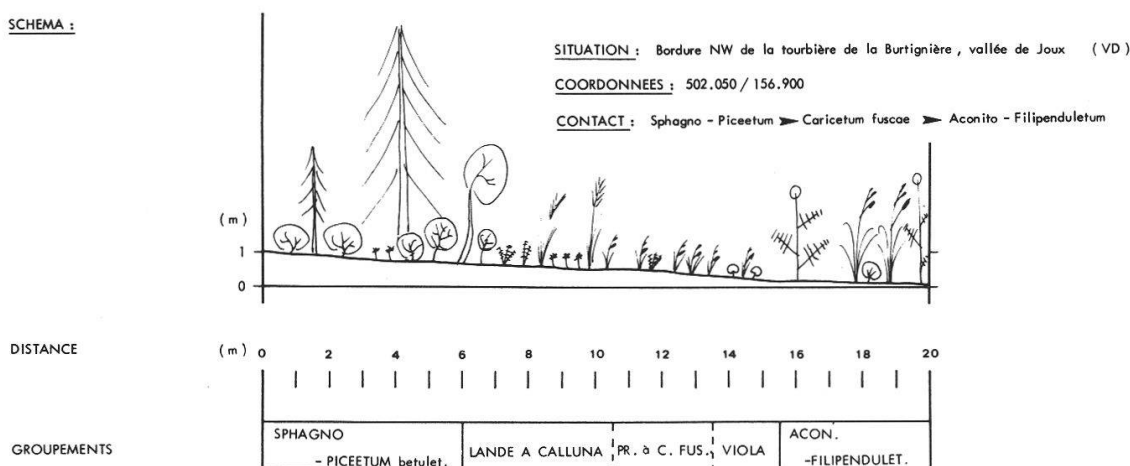 SCHEMA :
SITUATION : Bordure NW de la tourbière de la Burtignière , vallée de Joux ( VD )
COORDONNEES : 502.050 / 156.900
CONTACT : Sphagno - Piceetum ➤ Caricetum fuscae ➤ Aconito - Filipenduletum
( m )
1
0
DISTANCE ( m ) 0 2 4 6 8 10 12 14 16 18 20
GROUPEMENTS
SPHAGNO
- PICEETUM betulet.
LANDE A CALLUNA
PR. à C. FUS.
VIOLA
ACON.
-FILIPENDULET.